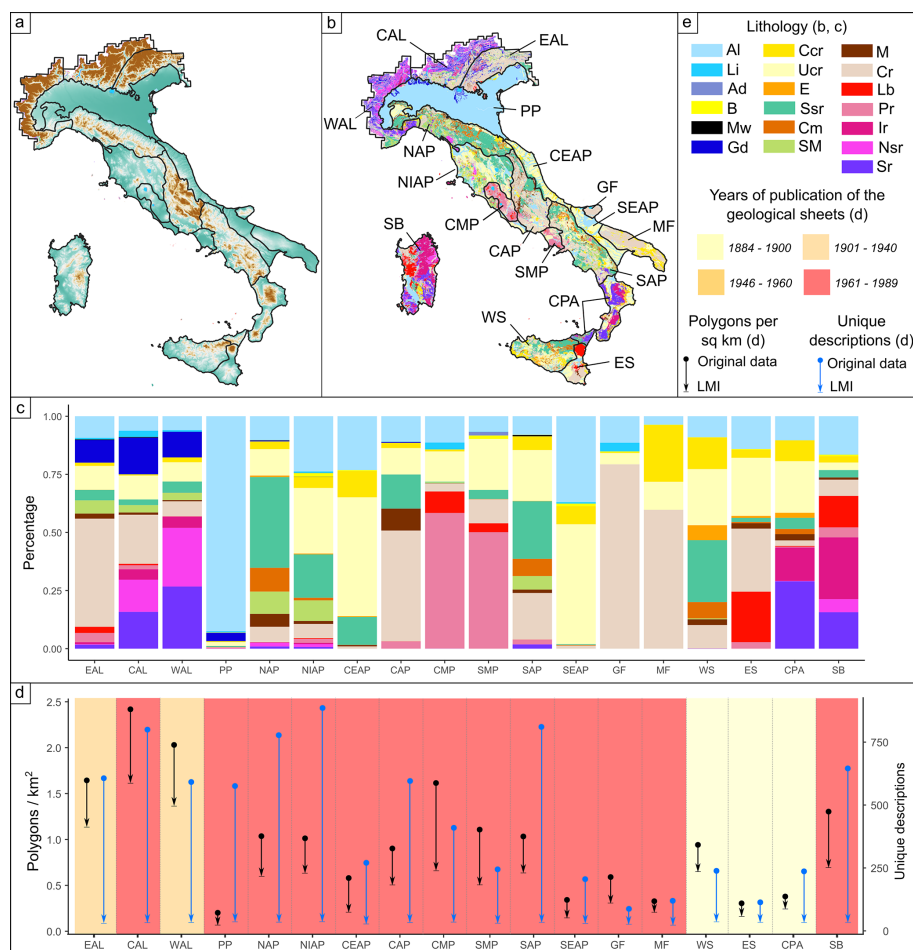 a
b
e
CAL
EAL
WAL
PP
NAP
CEAP
NIAP
GF
SEAP
MF
CMP
SB
CAP
SMP
SAP
CPA
WS
ES
Lithology (b, c)
Al
Li
Ad
B
Mw
Gd
Ccr
Ucr
E
Ssr
Cm
SM
M
Cr
Lb
Pr
Ir
Nsr
Sr
Years of publication of the
geological sheets (d)
1884 - 1900
1901 - 1940
1946 - 1960
1961 - 1989
Polygons per
sq km (d)
Original data
LMI
Unique
descriptions (d)
Original data
LMI
c
Percentage
1.00
0.75
0.50
0.25
0.00
EAL CAL WAL PP NAP NIAP CEAP CAP CMP SMP SAP SEAP GF MF WS ES CPA SB
d
Polygons / km²
2.5
2.0
1.5
1.0
0.5
0.0
750
500
250
0
Unique descriptions
EAL CAL WAL PP NAP NIAP CEAP CAP CMP SMP SAP SEAP GF MF WS ES CPA SB